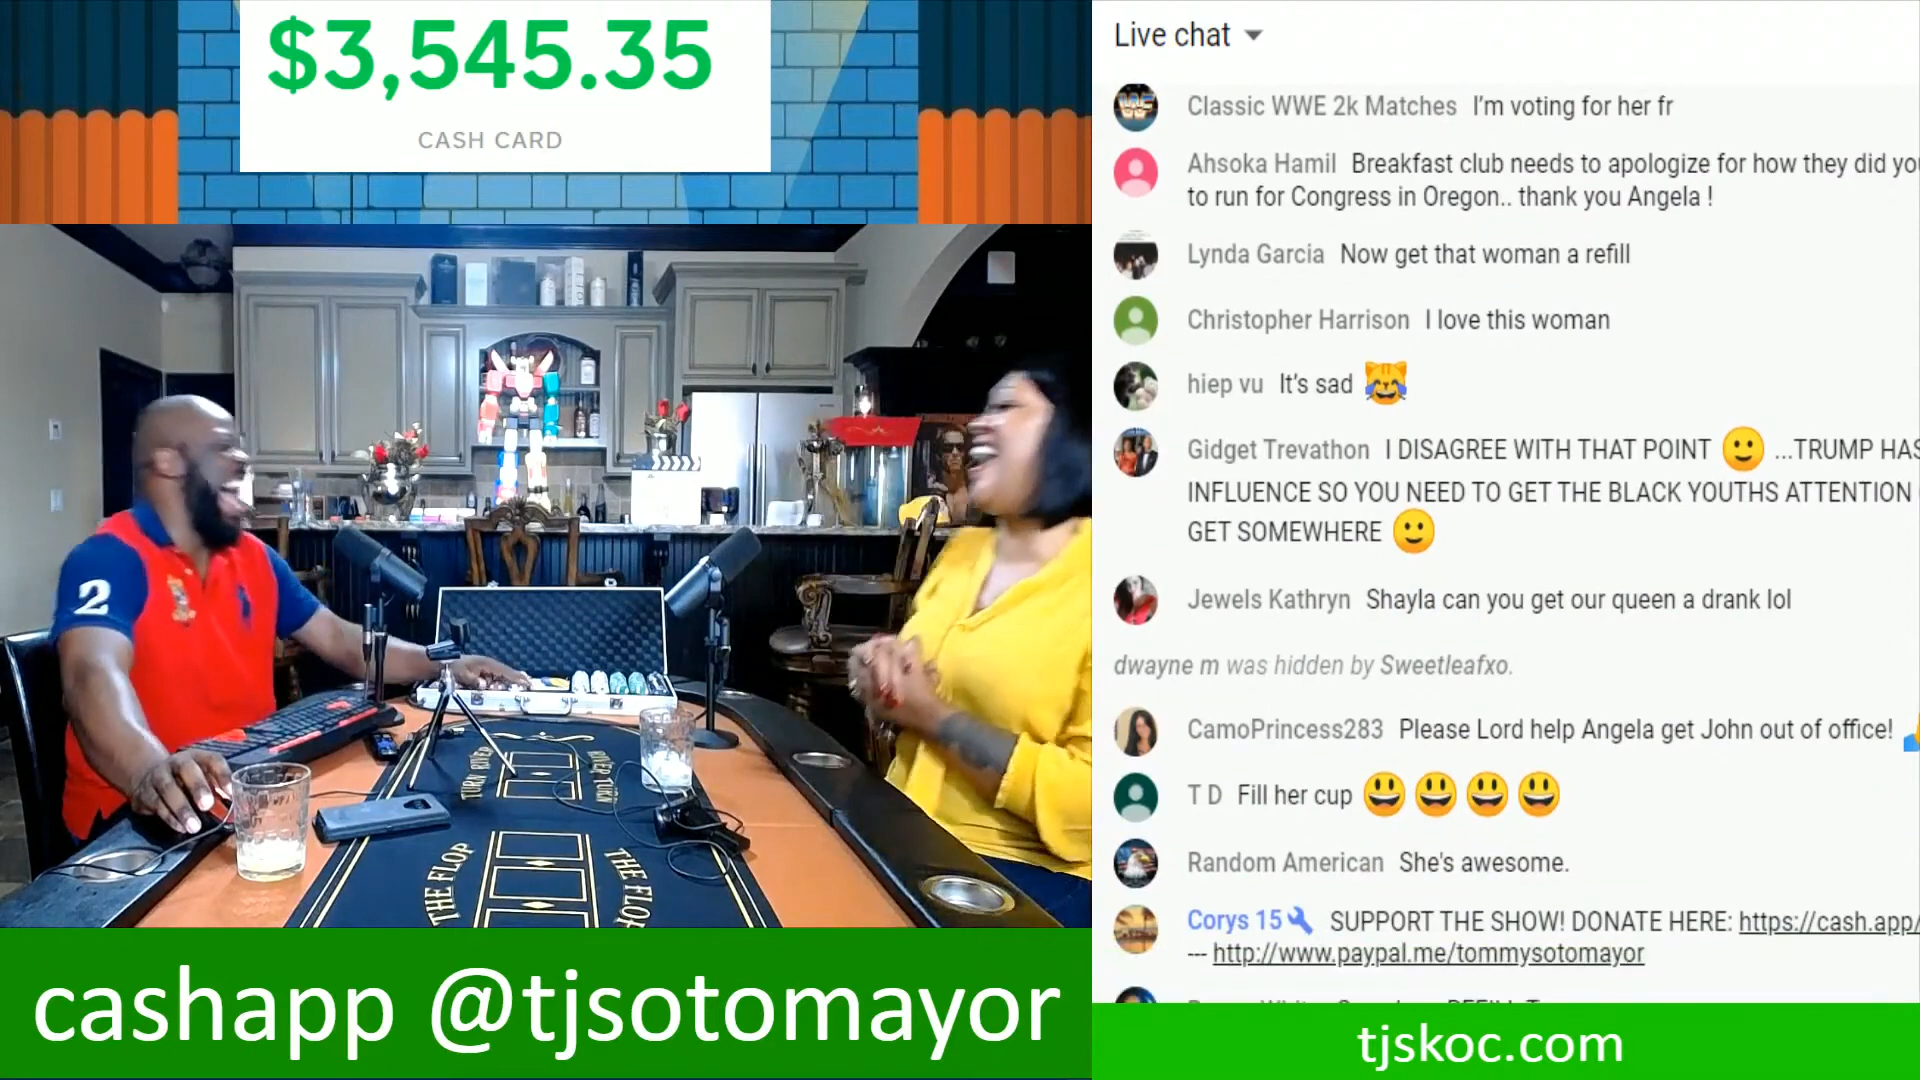 $3,545.35
CASH CARD
2
TURN RIVER
RIVER TURN
THE FLOP
THE FLOP
cashapp @tjsotomayor
Live chat
Classic WWE 2k Matches I'm voting for her fr
Ahsoka Hamil Breakfast club needs to apologize for how they did you
to run for Congress in Oregon.. thank you Angela !
Lynda Garcia Now get that woman a refill
Christopher Harrison I love this woman
hiep vu It's sad 😹
Gidget Trevathon I DISAGREE WITH THAT POINT 🙂 ...TRUMP HAS
INFLUENCE SO YOU NEED TO GET THE BLACK YOUTHS ATTENTION
GET SOMEWHERE 🙂
Jewels Kathryn Shayla can you get our queen a drank lol
dwayne m was hidden by Sweetleafxo.
CamoPrincess283 Please Lord help Angela get John out of office!
T D Fill her cup 😃😃😃😃
Random American She's awesome.
Corys 15 SUPPORT THE SHOW! DONATE HERE: https://cash.app/
--- http://www.paypal.me/tommysotomayor
tjskoc.com